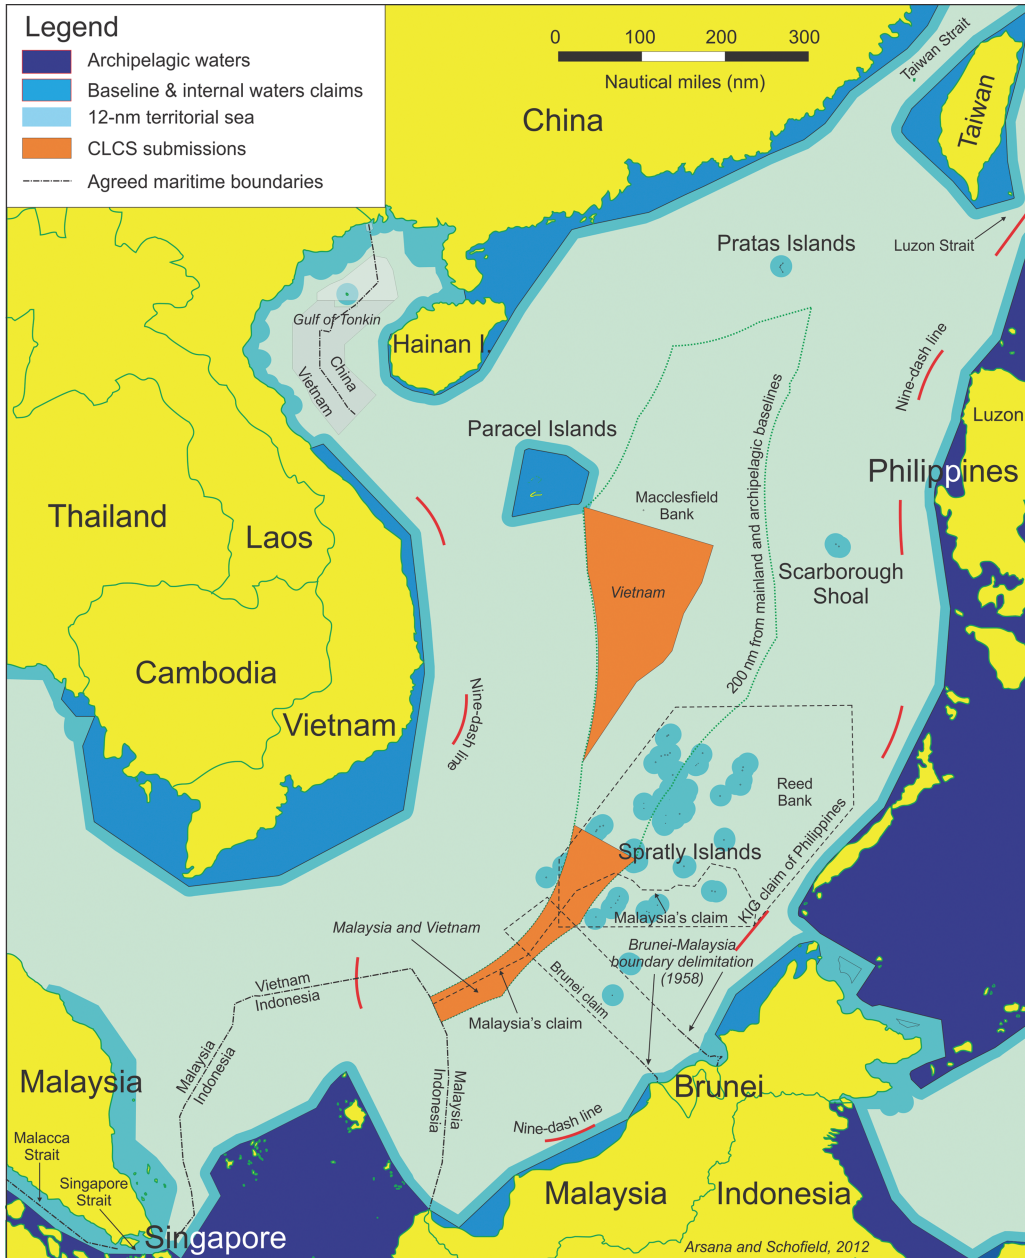 Legend
Archipelagic waters
Baseline & internal waters claims
12-nm territorial sea
CLCS submissions
Agreed maritime boundaries
0 100 200 300
Nautical miles (nm)
China
Taiwan Strait
Taiwan
Luzon Strait
Pratas Islands
Gulf of Tonkin
Hainan I.
China
Vietnam
Nine-dash line
Luzon
Paracel Islands
Philippines
Macclesfield
Bank
200 nm from mainland and archipelagic baselines
Thailand
Laos
Scarborough
Shoal
Vietnam
Cambodia
Vietnam
Nine-dash line
Reed
Bank
Spratly Islands
KIG claim of Philippines
Malaysia's claim
Malaysia and Vietnam
Brunei-Malaysia
boundary delimitation
(1958)
Vietnam
Indonesia
Brunei claim
Malaysia's claim
Malaysia
Indonesia
Malaysia
Indonesia
Malaysia
Brunei
Nine-dash line
Malacca
Strait
Singapore
Strait
Malaysia
Indonesia
Singapore
Arsana and Schofield, 2012